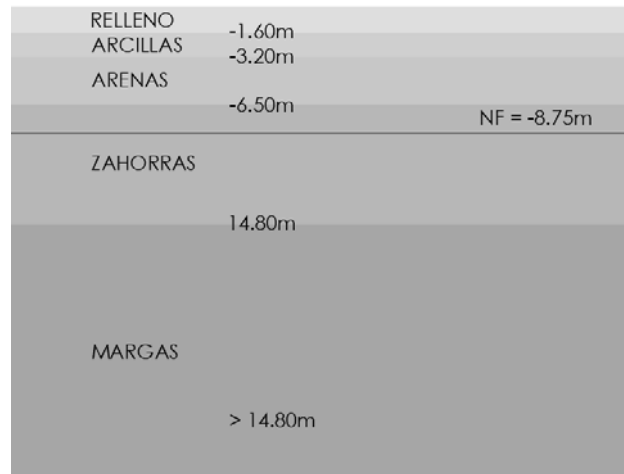 RELLENO
-1.60m
ARCILLAS
-3.20m
ARENAS
-6.50m
NF = -8.75m
ZAHORRAS
14.80m
MARGAS
> 14.80m